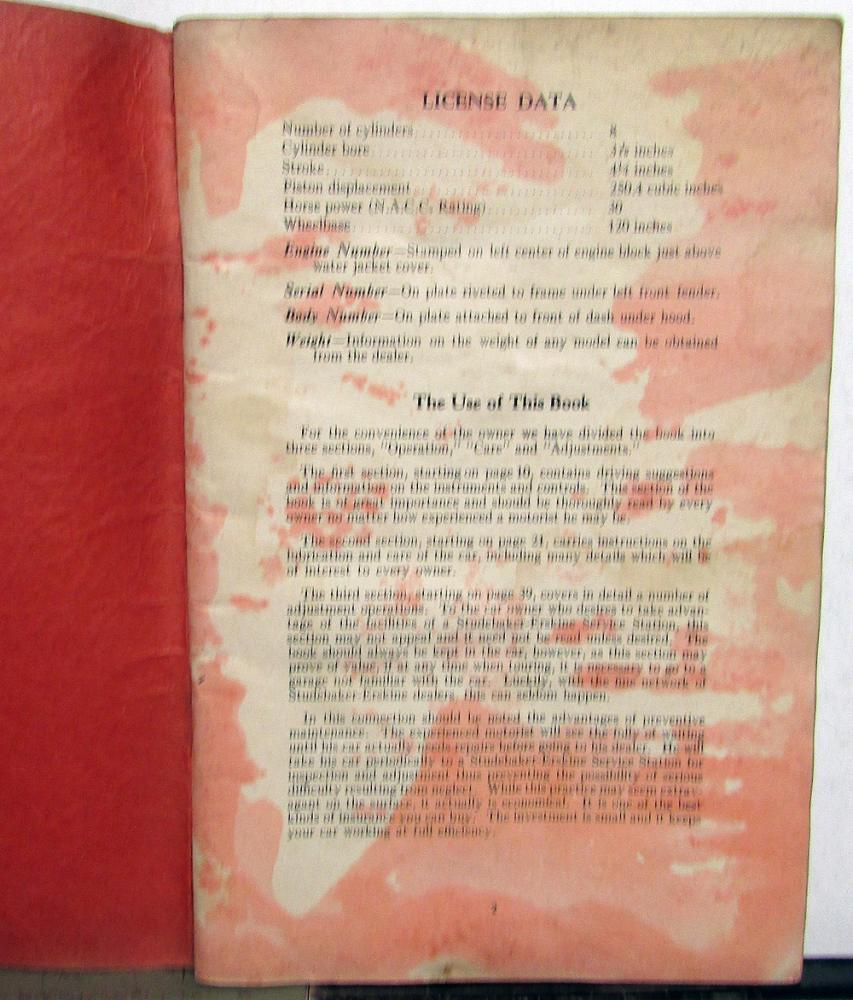 LICENSE DATA
Number of cylinders 8
Cylinder bore inches
Stroke 4¼ inches
Piston displacement 250.4 cubic inches
Horse power (N.A.C.C. Rating) 30
Wheelbase 120 inches
Engine Number—Stamped on left center of engine block just above
water jacket cover.
Serial Number—On plate riveted to frame under left front fender.
Body Number—On plate attached to front of dash under hood.
Weight—Information on the weight of any model can be obtained
from the dealer.
The Use of This Book
For the convenience of the owner we have divided the book into
three sections, "Operation," "Care" and "Adjustments."
The first section, starting on page 10, contains driving suggestions
and information on the instruments and controls. This section of the
book is of great importance and should be thoroughly read by every
owner no matter how experienced a motorist he may be.
The second section, starting on page 21, carries instructions on the
lubrication and care of the car, including many details which will be
of interest to every owner.
The third section, starting on page 39, covers in detail a number of
adjustment operations. To the car owner who desires to take advan-
tage of the facilities of a Studebaker-Erskine Service Station, this
section may not appeal and it need not be read unless desired. The
book should always be kept in the car, however, as this section may
prove of value, if at any time when touring, it is necessary to go to a
garage not familiar with the car. Luckily, with the fine network of
Studebaker-Erskine dealers, this can seldom happen.
In this connection should be noted the advantages of preventive
maintenance. The experienced motorist will see the folly of waiting
until his car actually needs repairs before going to his dealer. He will
take his car periodically to a Studebaker-Erskine Service Station for
inspection and adjustment thus preventing the possibility of serious
difficulty resulting from neglect. While this practice may seem extrav-
agant on the surface, it actually is economical. It is one of the best
kinds of insurance you can buy. The investment is small and it keeps
your car working at full efficiency.